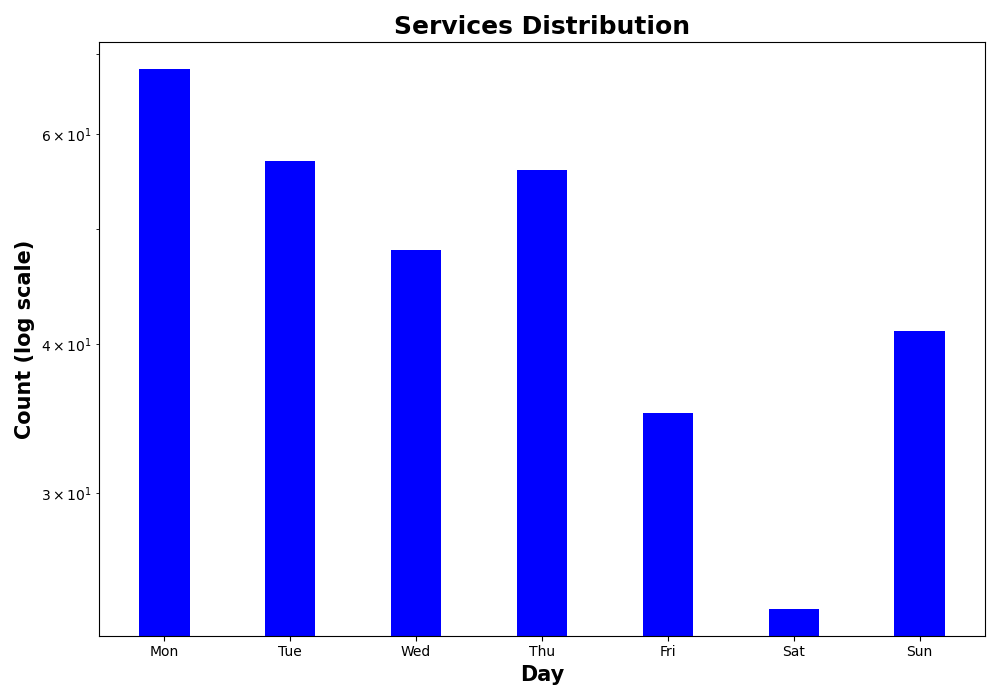 Services Distribution
Count (log scale)
6 × 10¹
4 × 10¹
3 × 10¹
Mon Tue Wed Thu Fri Sat Sun
Day